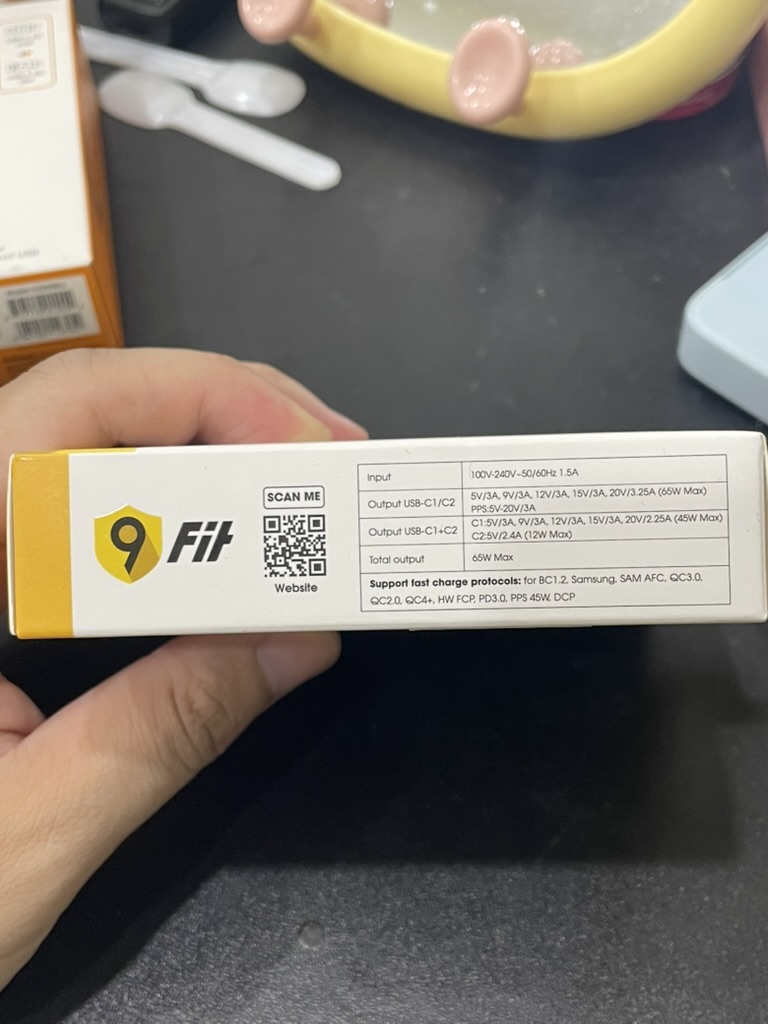 9 Fit
SCAN ME
Website
Input 100V-240V~50/60Hz 1.5A
Output USB-C1/C2 5V/3A, 9V/3A, 12V/3A, 15V/3A, 20V/3.25A (65W Max)
PPS:5V-20V/3A
Output USB-C1+C2 C1:5V/3A, 9V/3A, 12V/3A, 15V/3A, 20V/2.25A (45W Max)
C2:5V/2.4A (12W Max)
Total output 65W Max
Support fast charge protocols: for BC1.2, Samsung, SAM AFC, QC3.0,
QC2.0, QC4+, HW FCP, PD3.0, PPS 45W, DCP